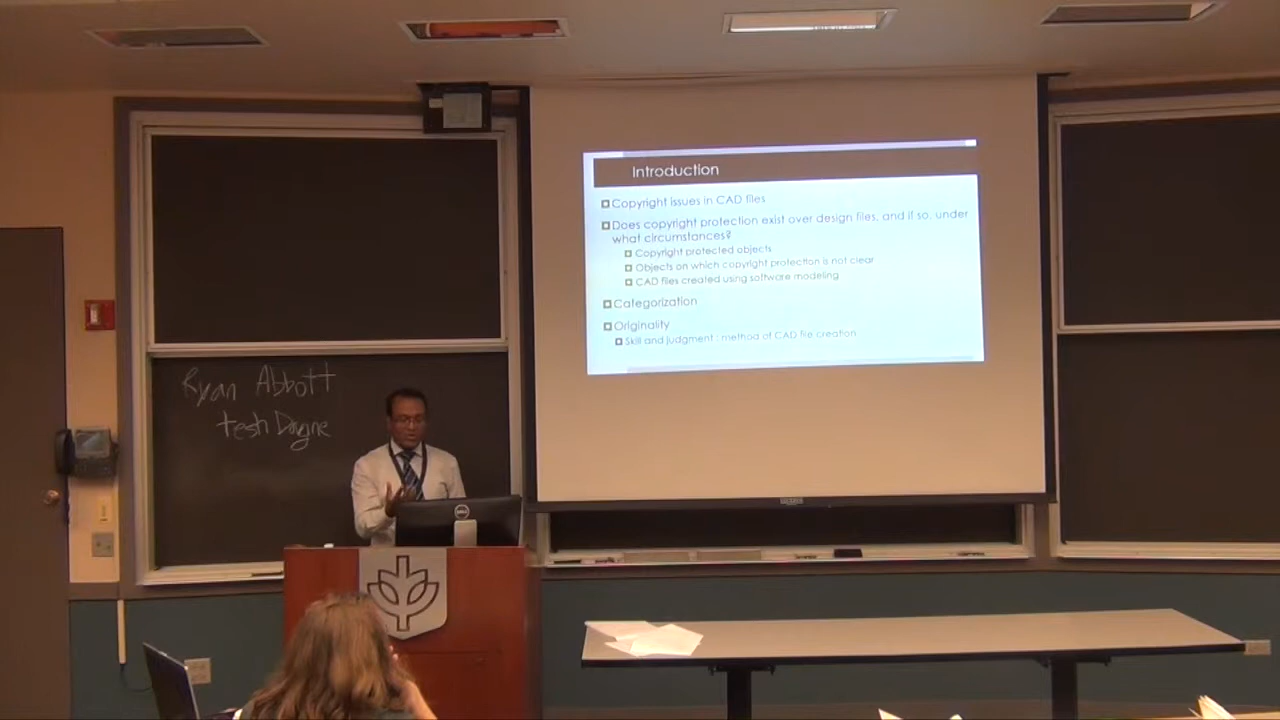 Introduction
Copyright issues in CAD files
Does copyright protection exist over design files, and if so, under
what circumstances?
Copyright protected objects
Objects on which copyright protection is not clear
CAD files created using software modeling
Categorization
Originality
Skill and judgment : method of CAD file creation
Ryan Abbott
Tesh Dagne
DELL